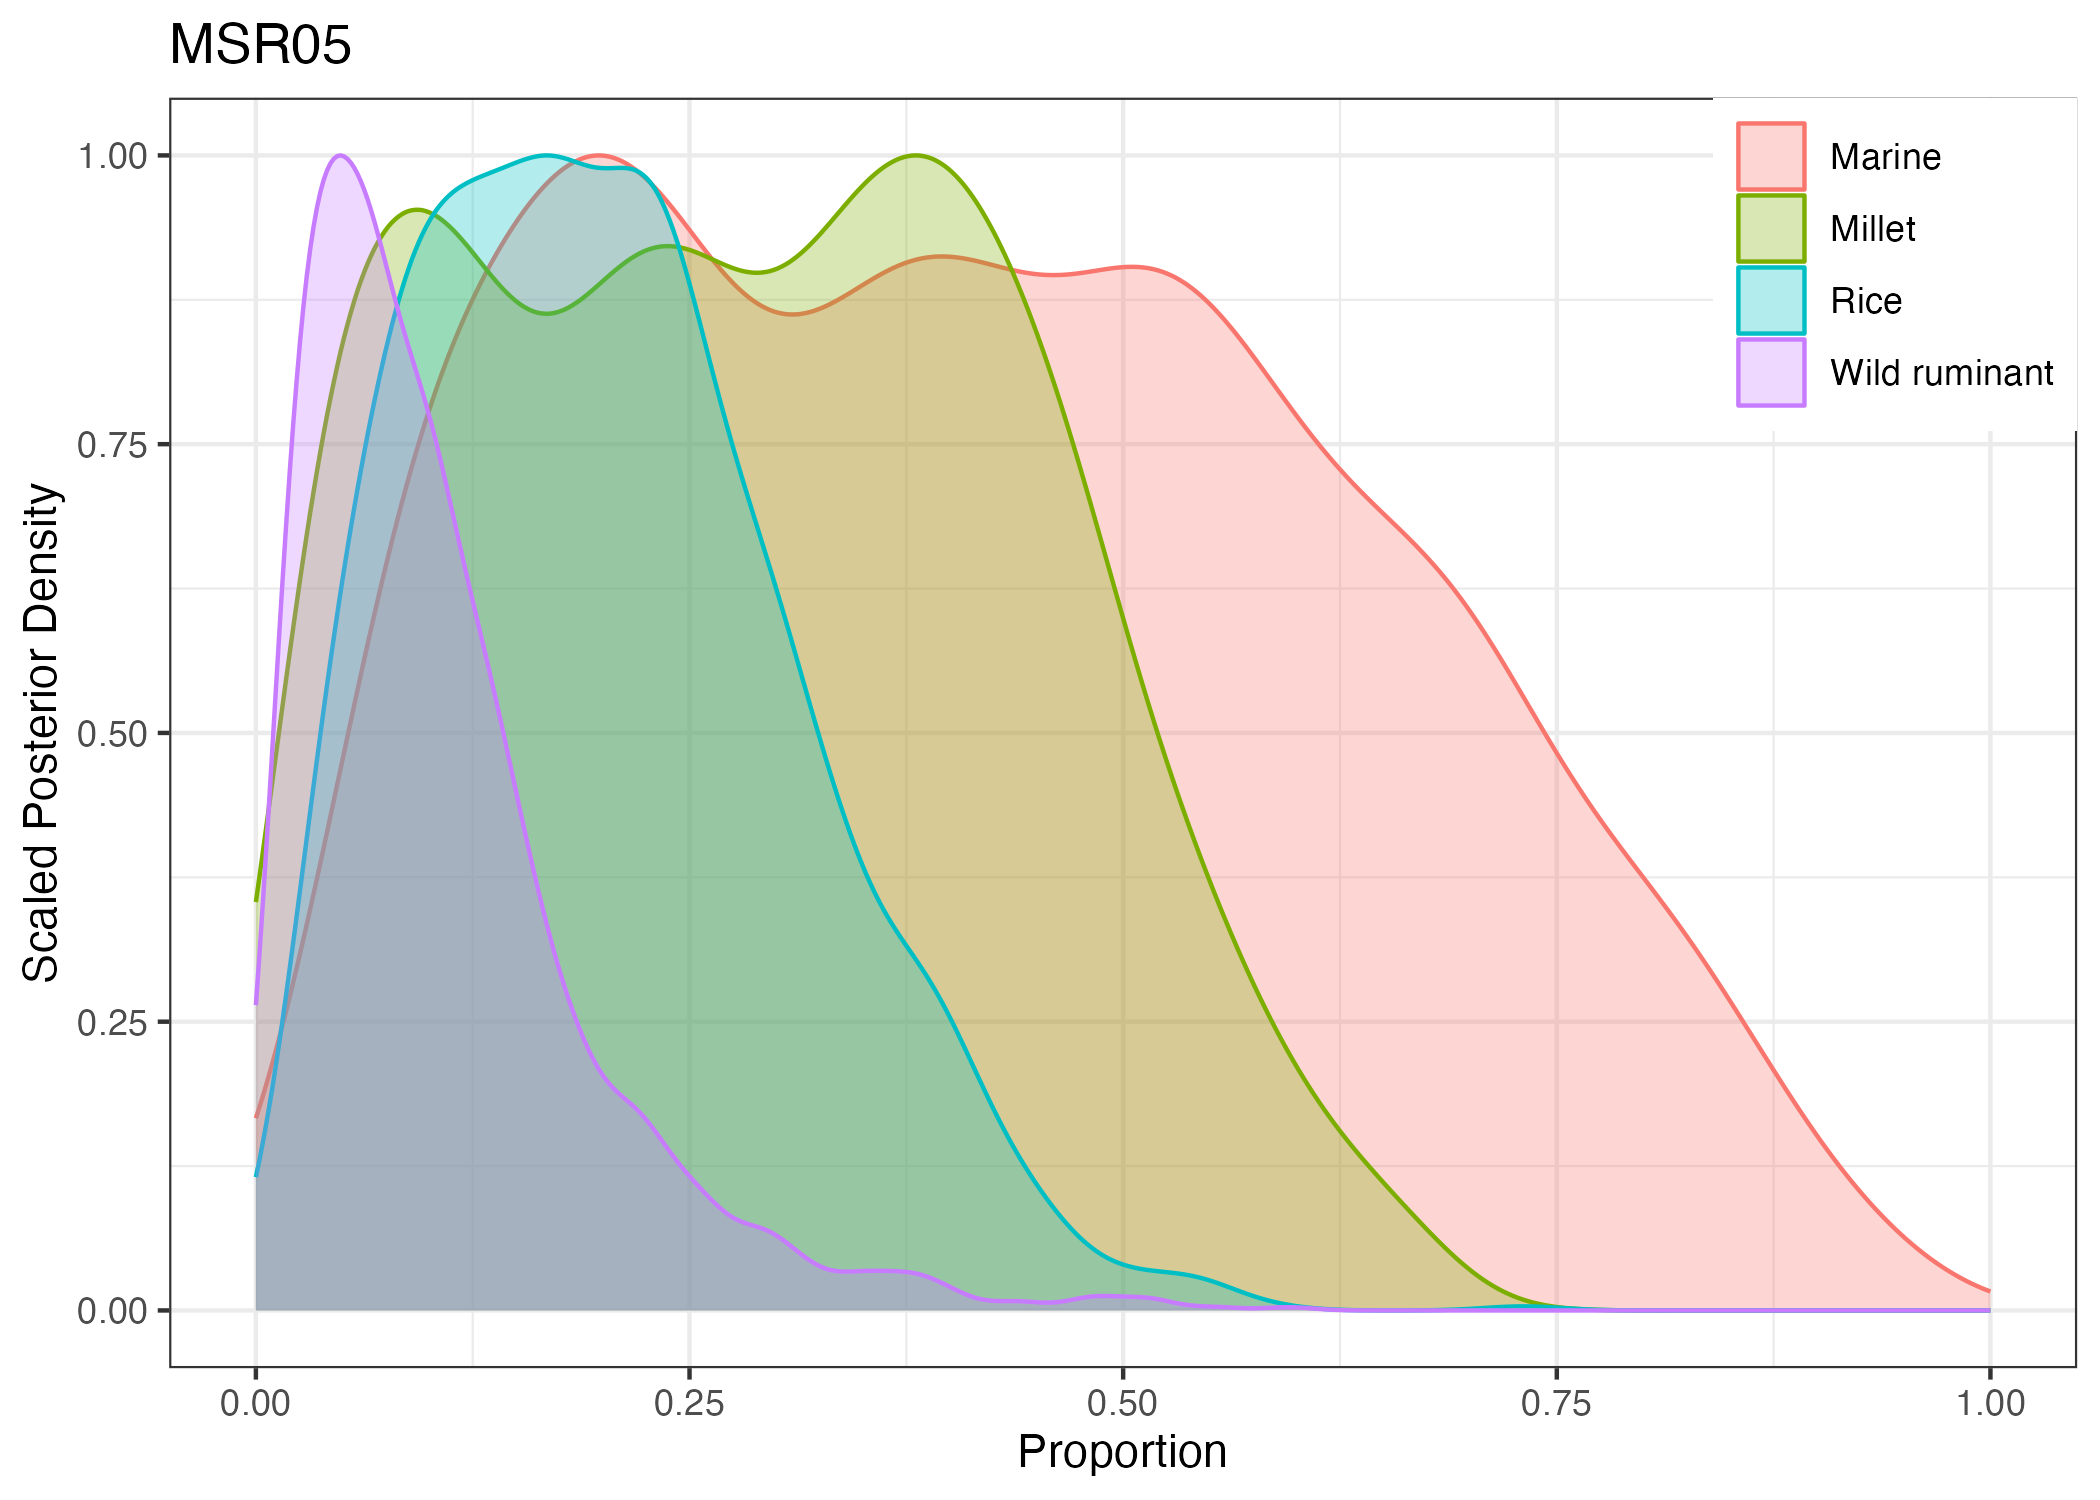 MSR05
Marine
Millet
Rice
Wild ruminant
Scaled Posterior Density
1.00
0.75
0.50
0.25
0.00
0.00 0.25 0.50 0.75 1.00
Proportion